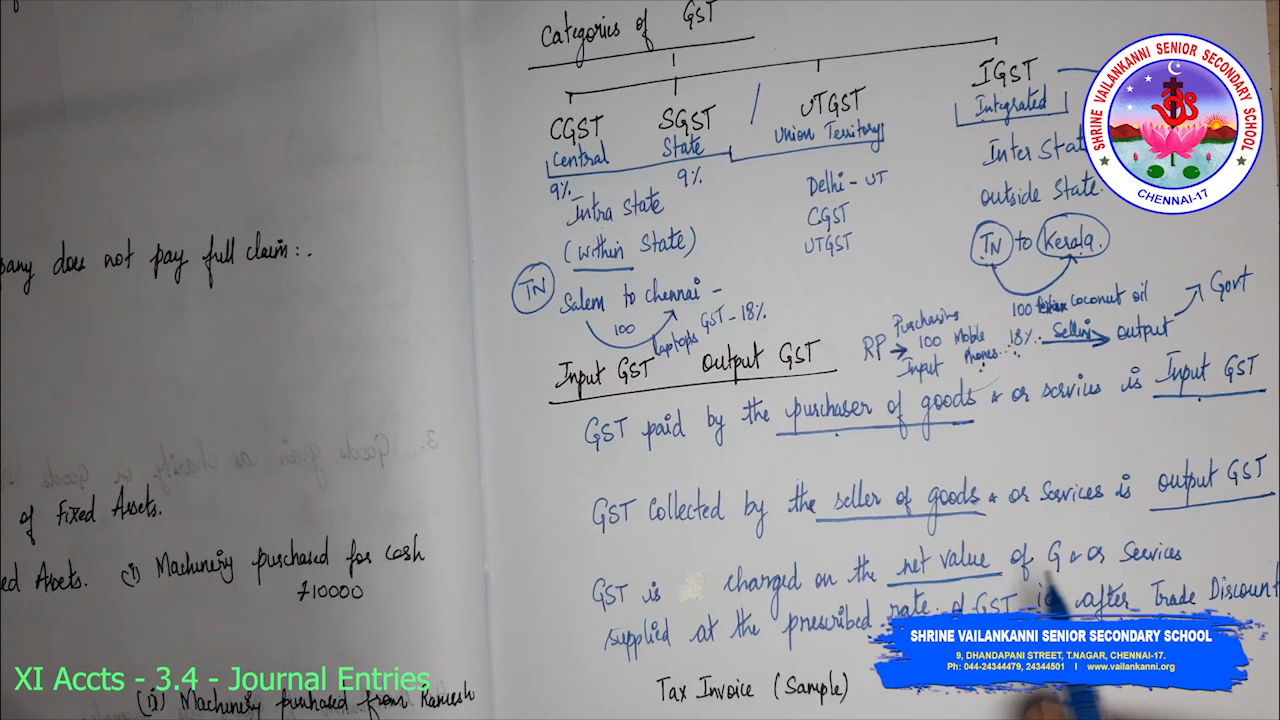 Categories of GST
CGST SGST / UTGST IGST
Central State Union Territory Integrated
9% 9%
Intra State
(within State)
Delhi - UT
CGST
UTGST
Inter Stat
outside State.
TN to Kerala.
TN
Salem to Chennai -
100 laptops GST - 18%
RP → Purchasing
100 Mobile
Input Phones...
100 coconut oil
18% Selling output Govt
Input GST Output GST
GST paid by the purchaser of goods & or services is Input GST
GST Collected by the seller of goods & or services is output GST
GST is charged on the net value of G & or Services
supplied at the prescribed rate of GST ie after Trade Discount
Tax Invoice (Sample)
pany does not pay full claim:.
3. Goods given as charity or Goods
of Fixed Assets.
ed Assets. (i) Machinery purchased for cash
₹10000
(ii) Machinery purchased from Ramesh
XI Accts - 3.4 - Journal Entries
SHRINE VAILANKANNI SENIOR SECONDARY SCHOOL
CHENNAI-17
SHRINE VAILANKANNI SENIOR SECONDARY SCHOOL
9, DHANDAPANI STREET, T.NAGAR, CHENNAI-17.
Ph: 044-24344479, 24344501 I www.vailankanni.org